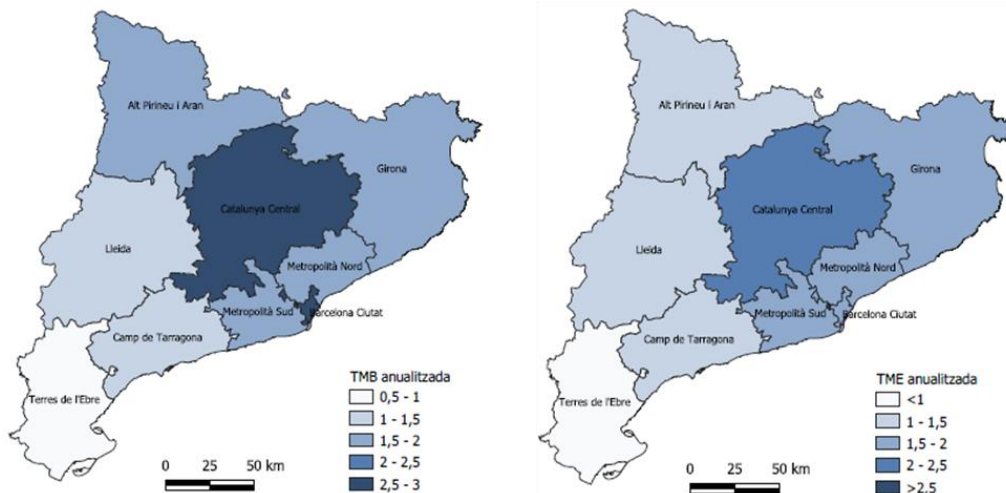 Alt Pirineu i Aran
Girona
Catalunya Central
Lleida
Metropolità Nord
Barcelona Ciutat
Metropolità Sud
Camp de Tarragona
Terres de l'Ebre
TMB anualitzada
0,5 - 1
1 - 1,5
1,5 - 2
2 - 2,5
2,5 - 3
0 25 50 km
Alt Pirineu i Aran
Girona
Catalunya Central
Lleida
Metropolità Nord
Barcelona Ciutat
Metropolità Sud
Camp de Tarragona
Terres de l'Ebre
TME anualitzada
<1
1 - 1,5
1,5 - 2
2 - 2,5
>2.5
0 25 50 km